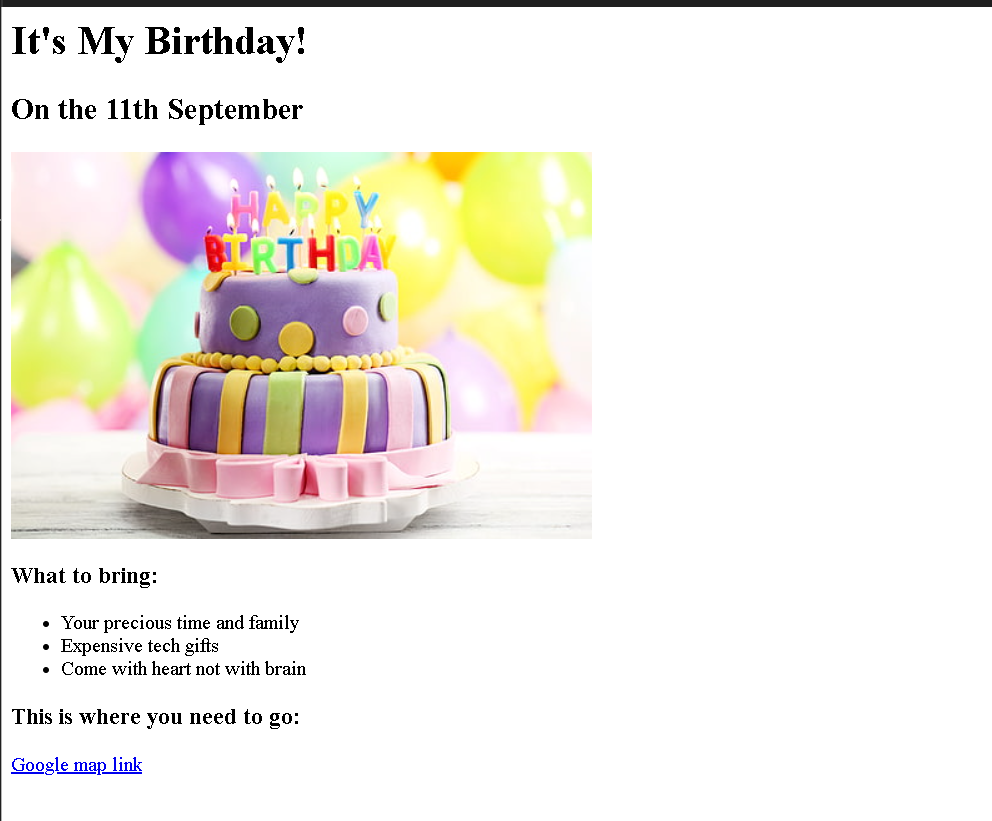 It's My Birthday!
On the 11th September
HAPPY
BIRTHDAY
What to bring:
Your precious time and family
Expensive tech gifts
Come with heart not with brain
This is where you need to go:
Google map link